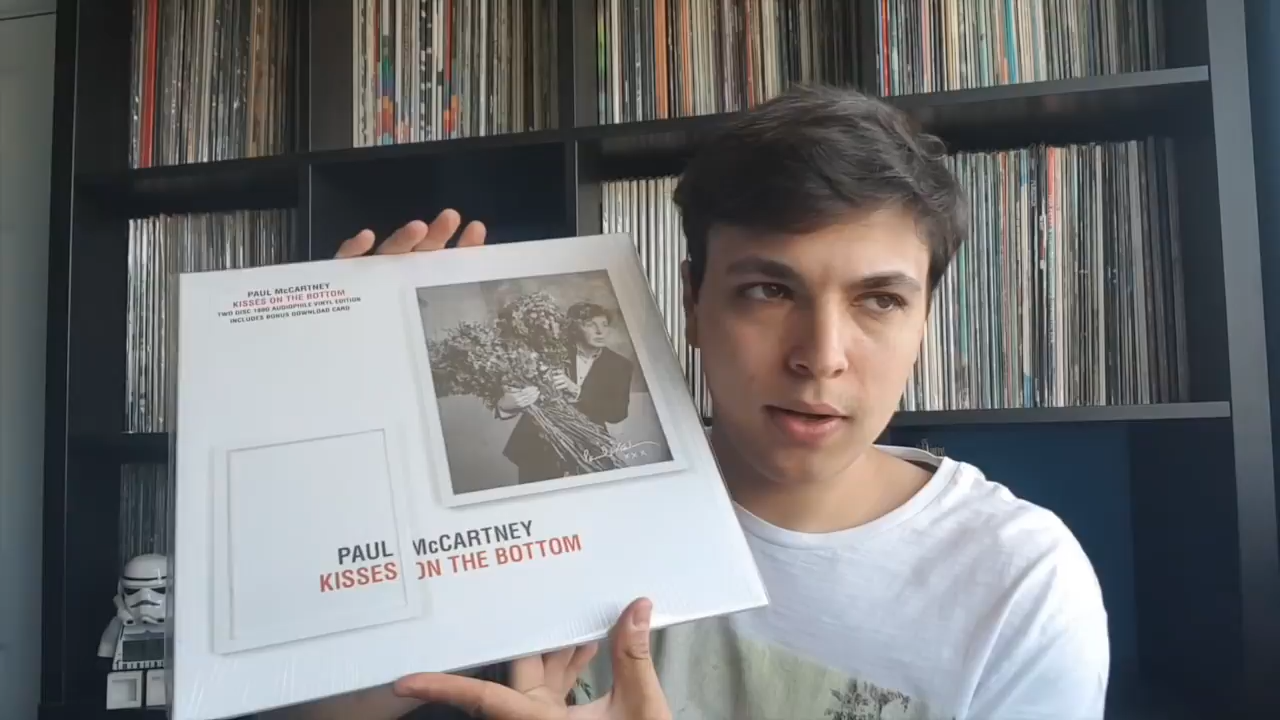 PAUL McCARTNEY
KISSES ON THE BOTTOM
TWO DISC 180G AUDIOPHILE VINYL EDITION
INCLUDES BONUS DOWNLOAD CARD
XXX
PAUL McCARTNEY
KISSES ON THE BOTTOM